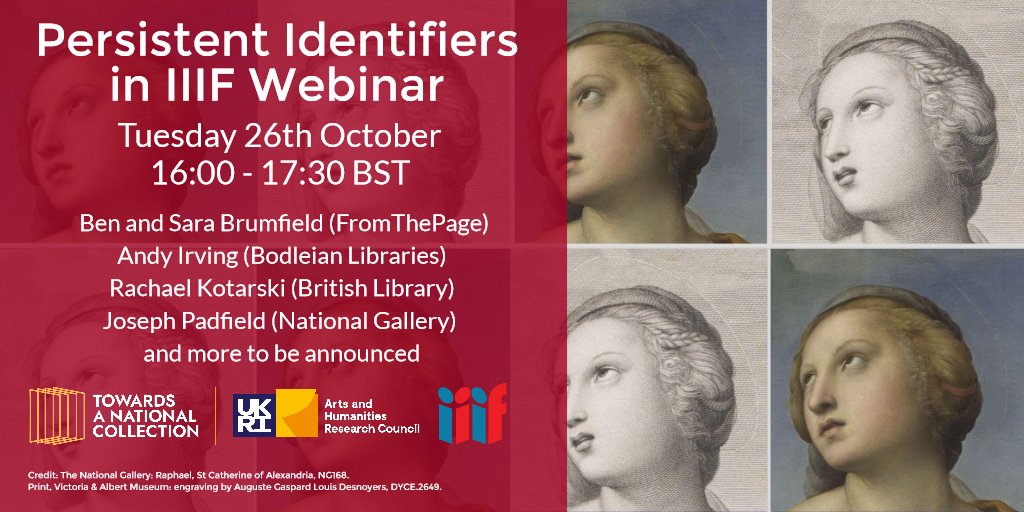 Persistent Identifiers
in IIIF Webinar
Tuesday 26th October
16:00 - 17:30 BST
Ben and Sara Brumfield (FromThePage)
Andy Irving (Bodleian Libraries)
Rachael Kotarski (British Library)
Joseph Padfield (National Gallery)
and more to be announced
TOWARDS
A NATIONAL
COLLECTION
UK
RI
Arts and
Humanities
Research Council
iiif
Credit: The National Gallery: Raphael, St Catherine of Alexandria, NG168.
Print, Victoria & Albert Museum: engraving by Auguste Gaspard Louis Desnoyers, DYCE.2649.